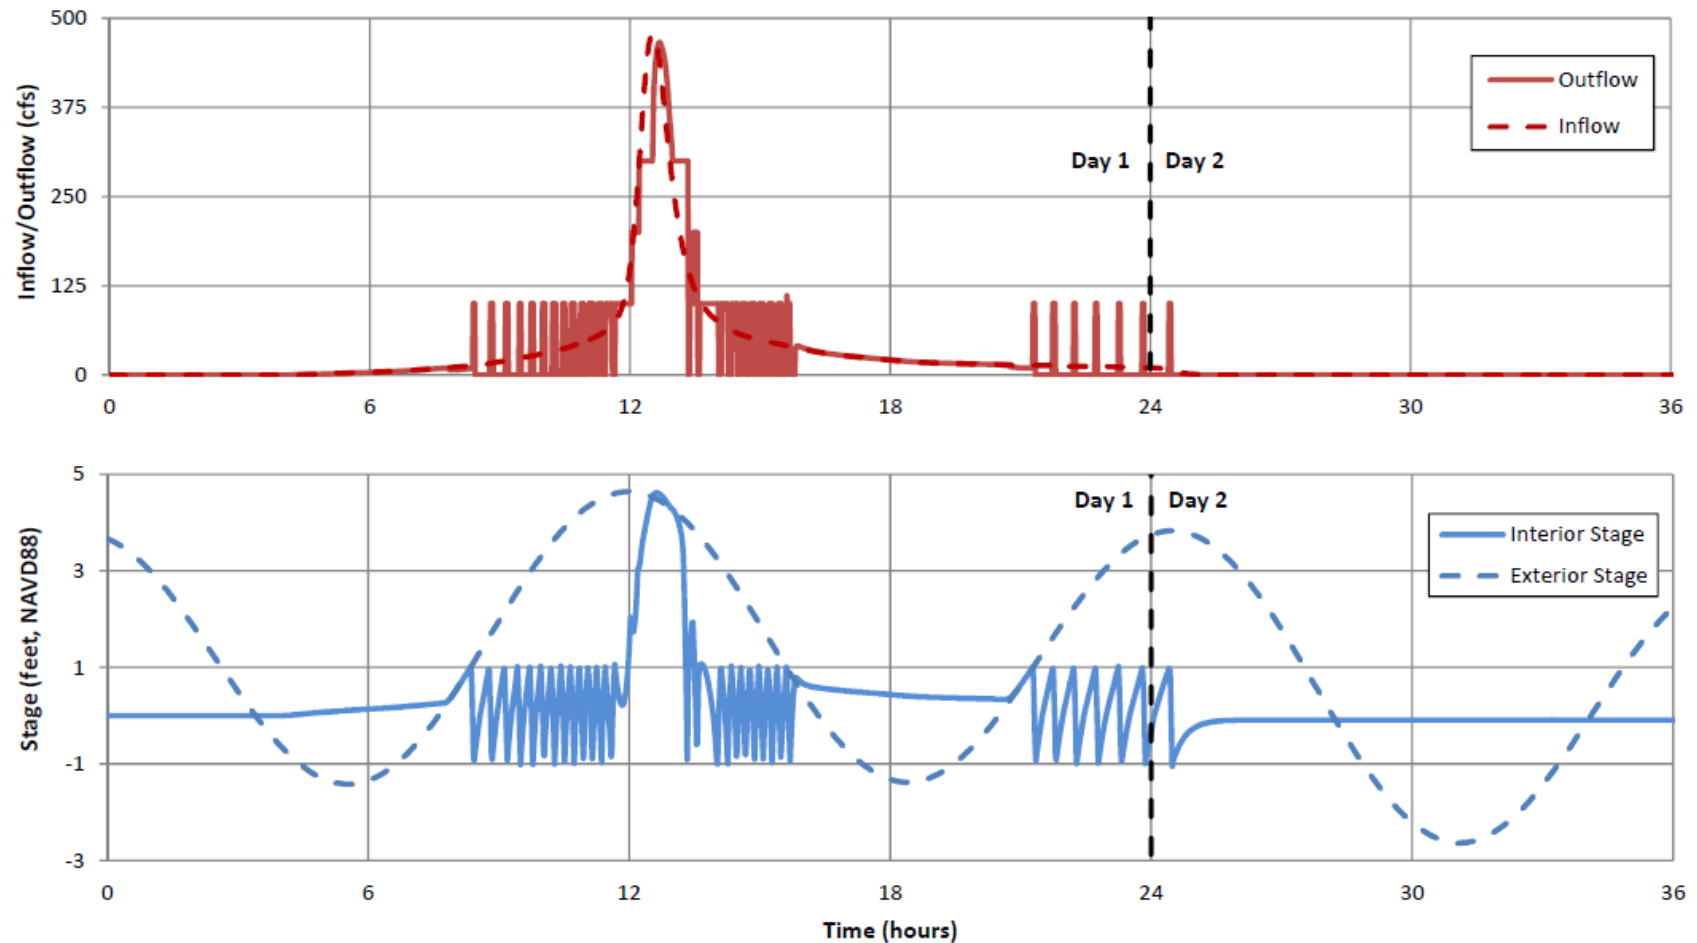 500
375
250
125
0
Inflow/Outflow (cfs)
Outflow
Inflow
Day 1
Day 2
0 6 12 18 24 30 36
5
3
1
-1
-3
Stage (feet, NAVD88)
Day 1
Day 2
Interior Stage
Exterior Stage
0 6 12 18 24 30 36
Time (hours)